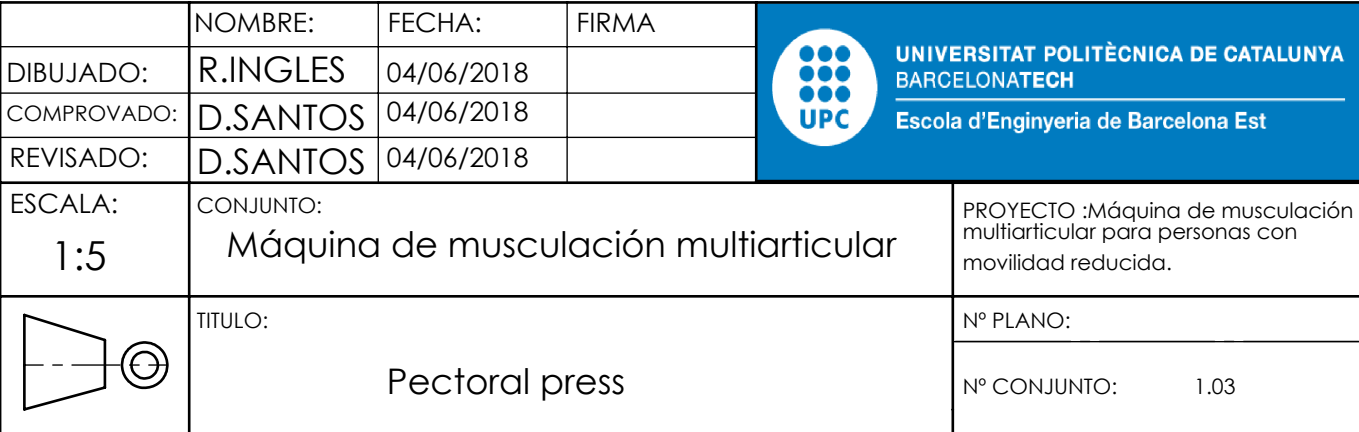 NOMBRE: FECHA: FIRMA
DIBUJADO: R.INGLES 04/06/2018
COMPROVADO: D.SANTOS 04/06/2018
REVISADO: D.SANTOS 04/06/2018
UPC
UNIVERSITAT POLITÈCNICA DE CATALUNYA
BARCELONATECH
Escola d'Enginyeria de Barcelona Est
ESCALA:
1:5
CONJUNTO:
Máquina de musculación multiarticular
PROYECTO :Máquina de musculación
multiarticular para personas con
movilidad reducida.
TITULO:
Pectoral press
Nº PLANO:
Nº CONJUNTO: 1.03